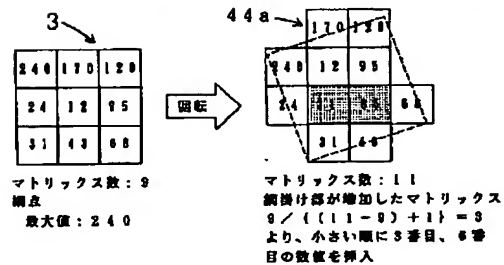 3
240 170 120
24 12 95
31 43 68
マトリックス数：9
網点
最大値：240
回転
44a
170 120
240 12 95
24
31
マトリックス数：11
網掛け部が増加したマトリックス
9／{(11－9)＋1}＝3
より、小さい順に3番目、6番
目の数値を挿入